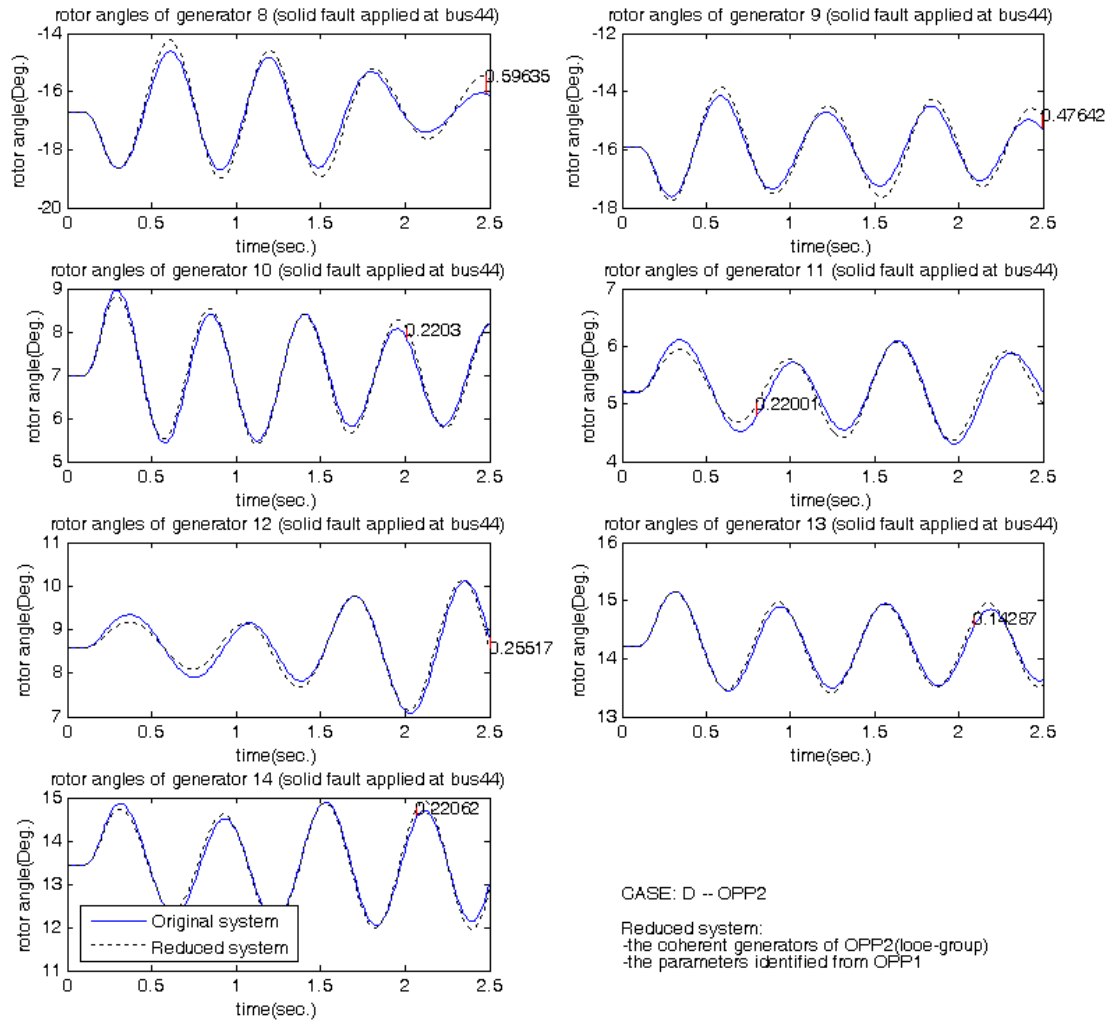 rotor angles of generator 8 (solid fault applied at bus44)
rotor angle(Deg.)
-14
-16
-18
-20
0.59635
0 0.5 1 1.5 2 2.5
time(sec.)
rotor angles of generator 9 (solid fault applied at bus44)
rotor angle(Deg.)
-12
-14
-16
-18
0.47642
0 0.5 1 1.5 2 2.5
time(sec.)
rotor angles of generator 10 (solid fault applied at bus44)
rotor angle(Deg.)
9
8
7
6
5
0.2203
0 0.5 1 1.5 2 2.5
time(sec.)
rotor angles of generator 11 (solid fault applied at bus44)
rotor angle(Deg.)
7
6
5
4
0.22001
0 0.5 1 1.5 2 2.5
time(sec.)
rotor angles of generator 12 (solid fault applied at bus44)
rotor angle(Deg.)
11
10
9
8
7
0.25517
0 0.5 1 1.5 2 2.5
time(sec.)
rotor angles of generator 13 (solid fault applied at bus44)
rotor angle(Deg.)
16
15
14
13
0.14287
0 0.5 1 1.5 2 2.5
time(sec.)
rotor angles of generator 14 (solid fault applied at bus44)
rotor angle(Deg.)
15
14
13
12
11
0.22062
Original system
Reduced system
0 0.5 1 1.5 2 2.5
time(sec.)
CASE: D -- OPP2
Reduced system:
-the coherent generators of OPP2(looe-group)
-the parameters identified from OPP1